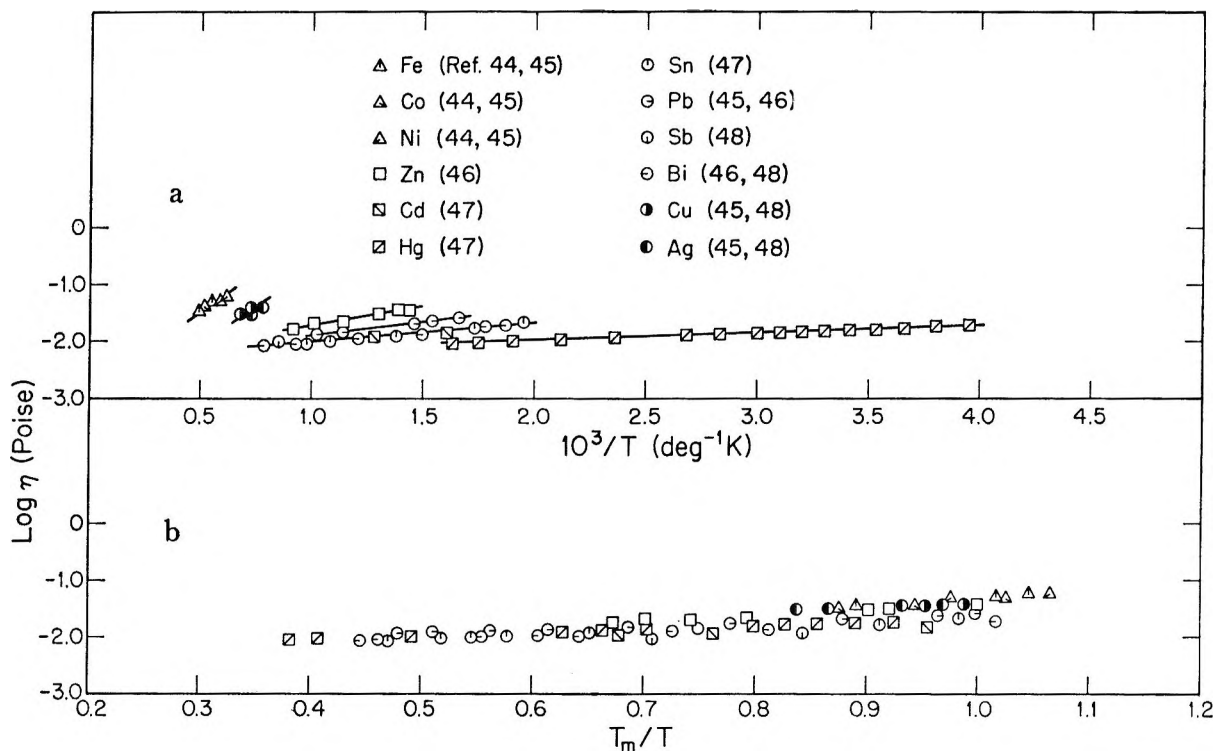 Fe (Ref. 44, 45)
Co (44, 45)
Ni (44, 45)
Zn (46)
Cd (47)
Hg (47)
Sn (47)
Pb (45, 46)
Sb (48)
Bi (46, 48)
Cu (45, 48)
Ag (45, 48)
a
0
-1.0
-2.0
-3.0
0.5 1.0 1.5 2.0 2.5 3.0 3.5 4.0 4.5
10³/T (deg⁻¹K)
Log η (Poise)
b
0
-1.0
-2.0
-3.0
0.2 0.3 0.4 0.5 0.6 0.7 0.8 0.9 1.0 1.1 1.2
Tₘ/T